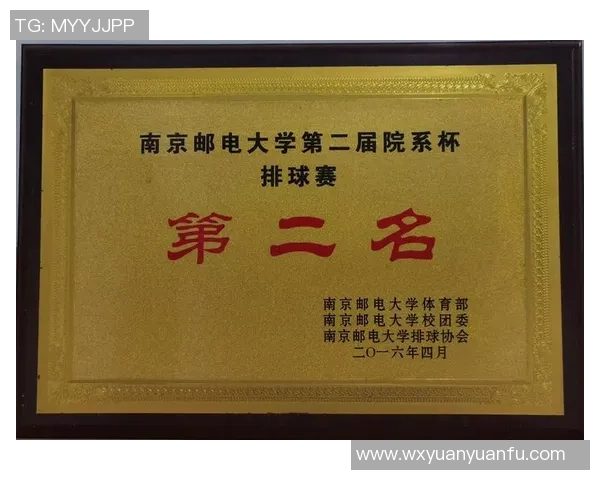 TG: MYYJJPP
南京邮电大学第二届院系杯
排球赛
第二名
南京邮电大学体育部
南京邮电大学校团委
南京邮电大学排球协会
二〇一六年四月
www.wxyuanyuanfu.com